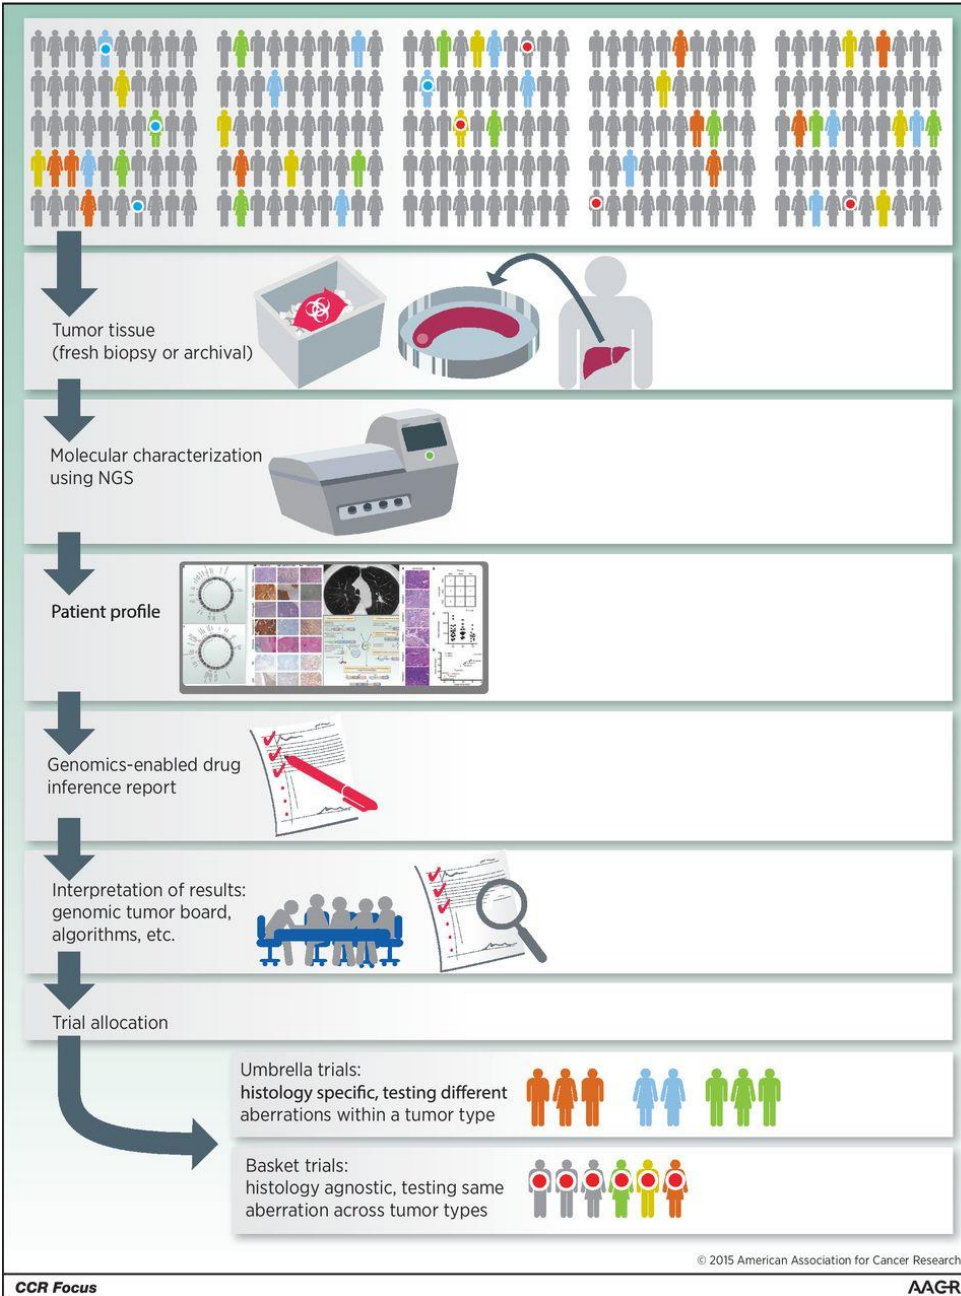 Tumor tissue
(fresh biopsy or archival)
Molecular characterization
using NGS
Patient profile
Genomics-enabled drug
inference report
Interpretation of results:
genomic tumor board,
algorithms, etc.
Trial allocation
Umbrella trials:
histology specific, testing different
aberrations within a tumor type
Basket trials:
histology agnostic, testing same
aberration across tumor types
© 2015 American Association for Cancer Research
CCR Focus
AACR